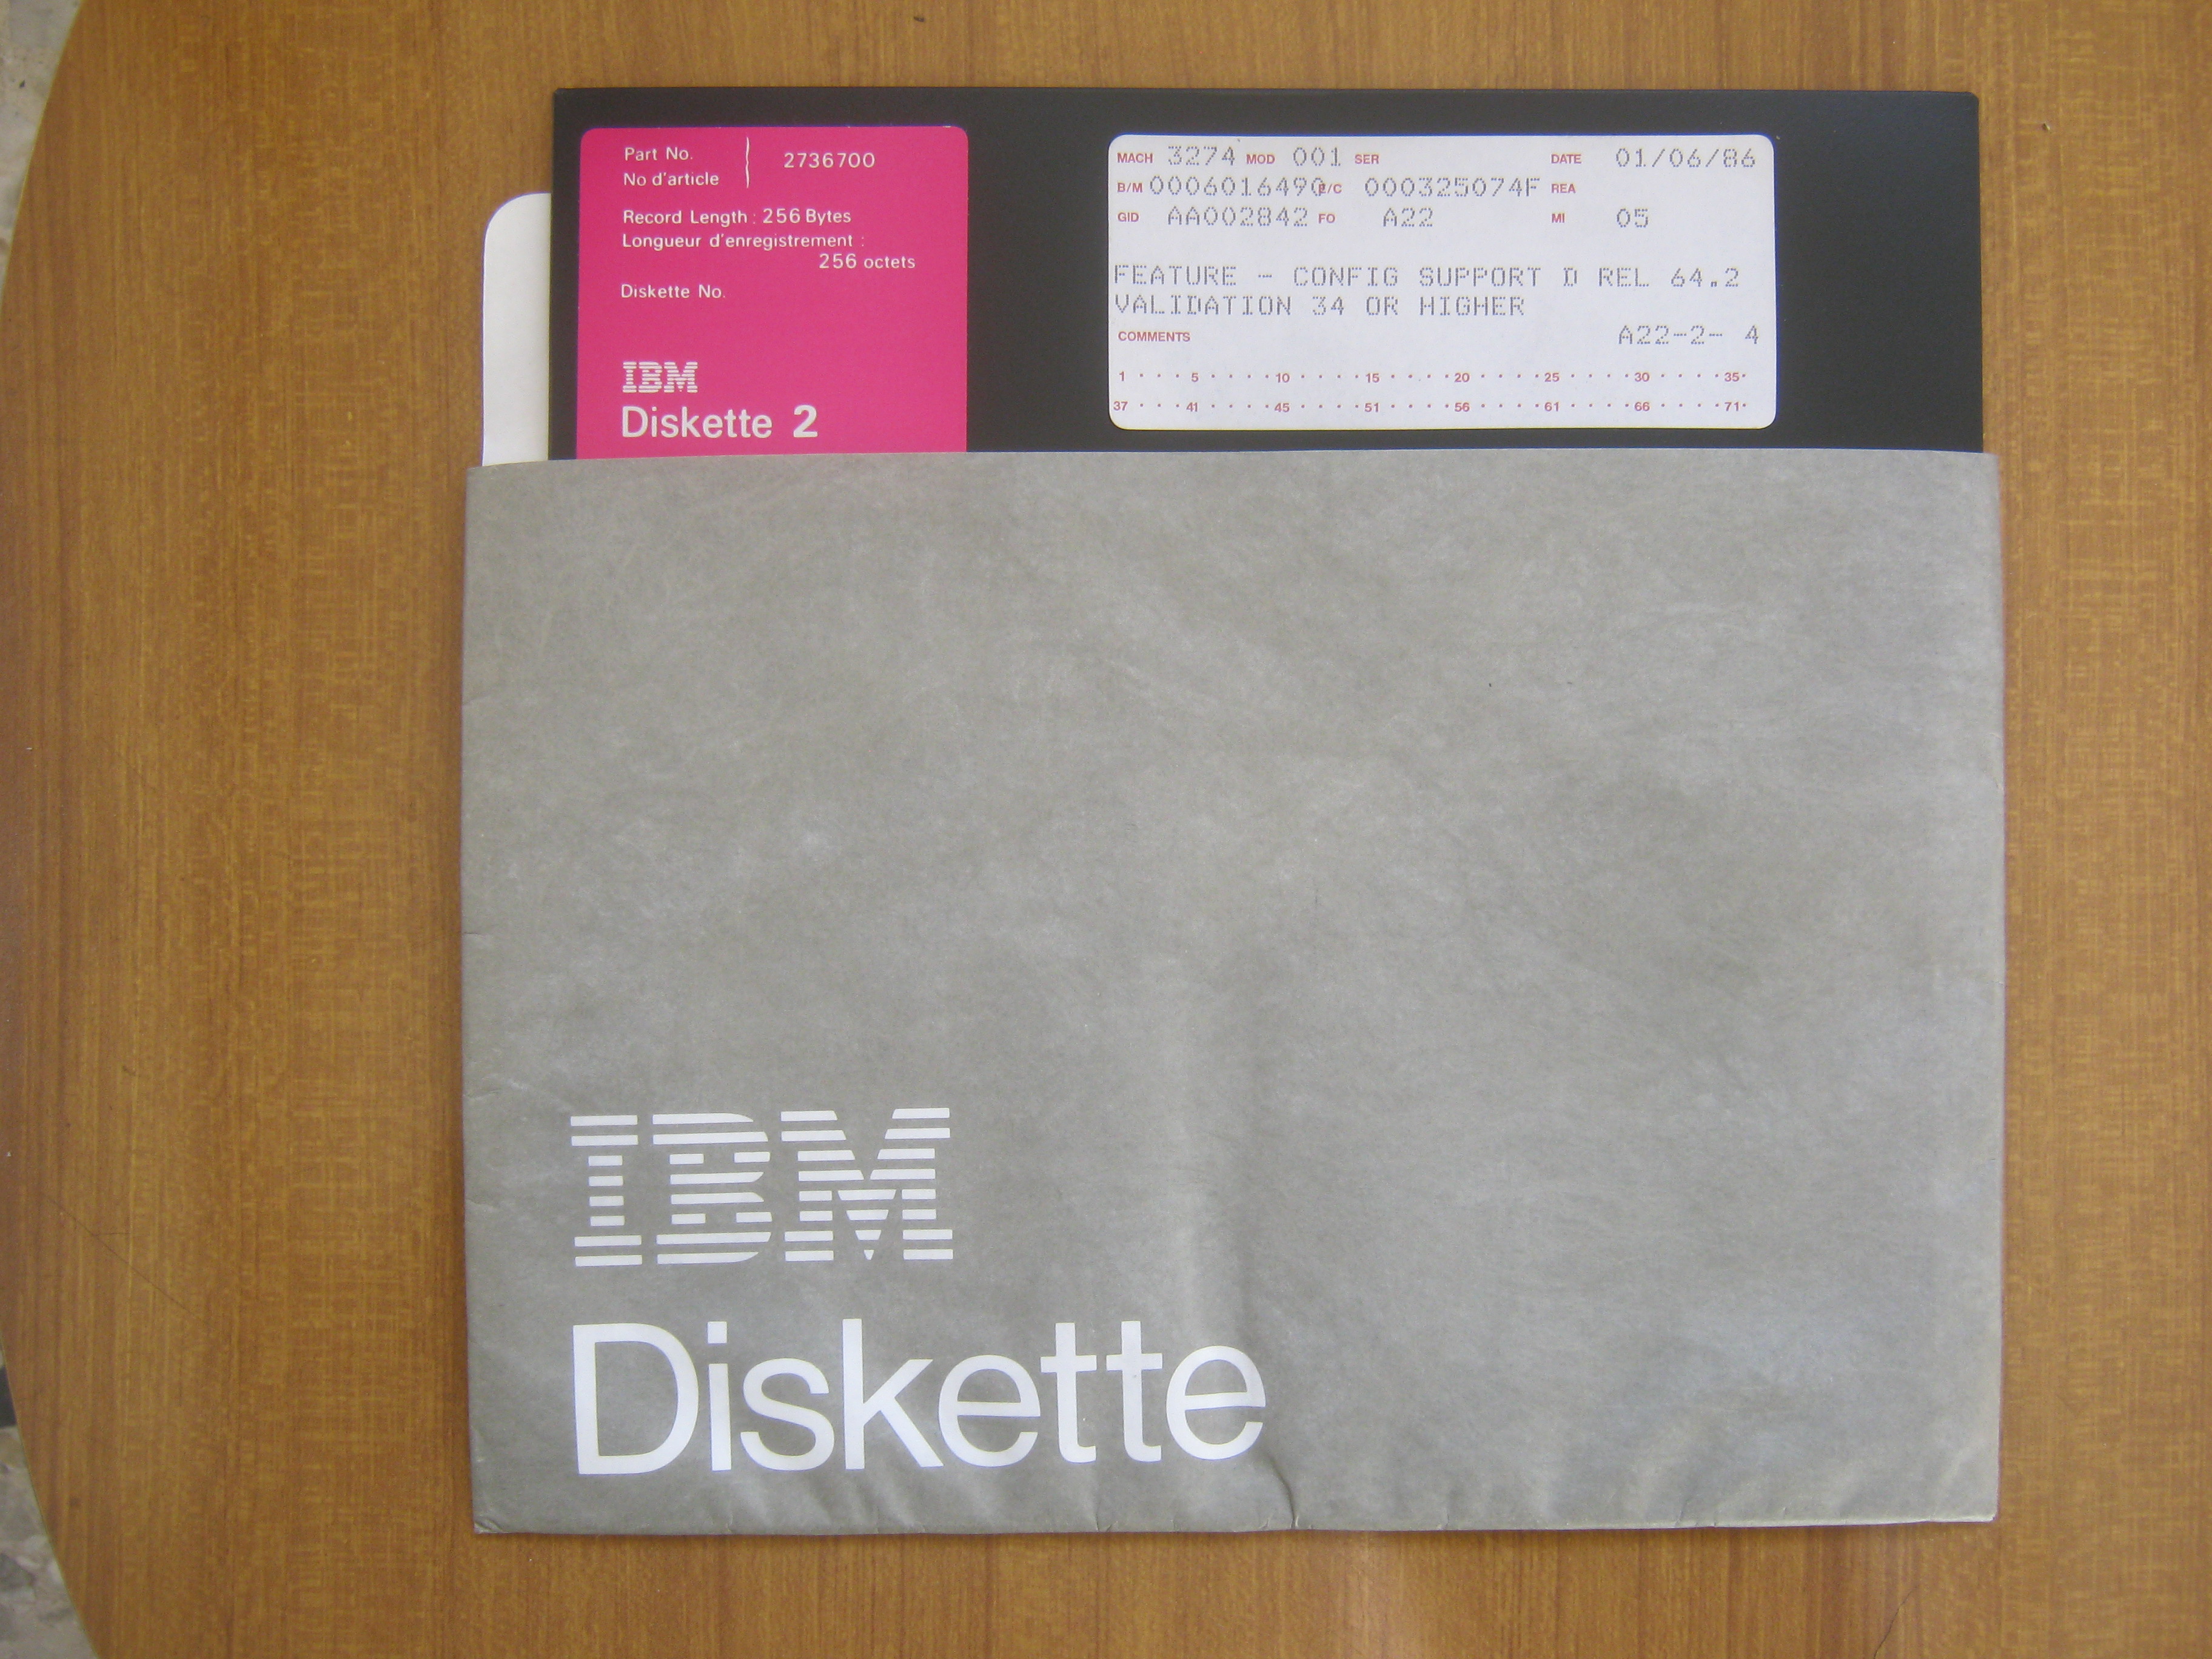 Part No. 2736700
No d'article
Record Length : 256 Bytes
Longueur d'enregistrement :
256 octets
Diskette No.
IBM
Diskette 2
MACH 3274 MOD 001 SER DATE 01/06/86
B/M 0006016490 E/C 000325074F REA
GID AA002842 FO A22 MI 05
FEATURE - CONFIG SUPPORT D REL 64.2
VALIDATION 34 OR HIGHER
COMMENTS A22-2- 4
1 · · · 5 · · · · 10 · · · · 15 · · · · 20 · · · · 25 · · · · 30 · · · · 35·
37 · · · 41 · · · · 45 · · · · 51 · · · · 56 · · · · 61 · · · · 66 · · · · 71·
IBM
Diskette